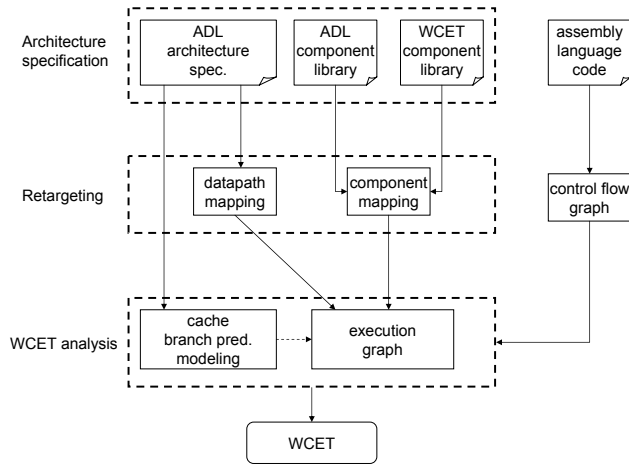 Architecture
specification
ADL
architecture
spec.
ADL
component
library
WCET
component
library
assembly
language
code
Retargeting
datapath
mapping
component
mapping
control flow
graph
WCET analysis
cache
branch pred.
modeling
execution
graph
WCET